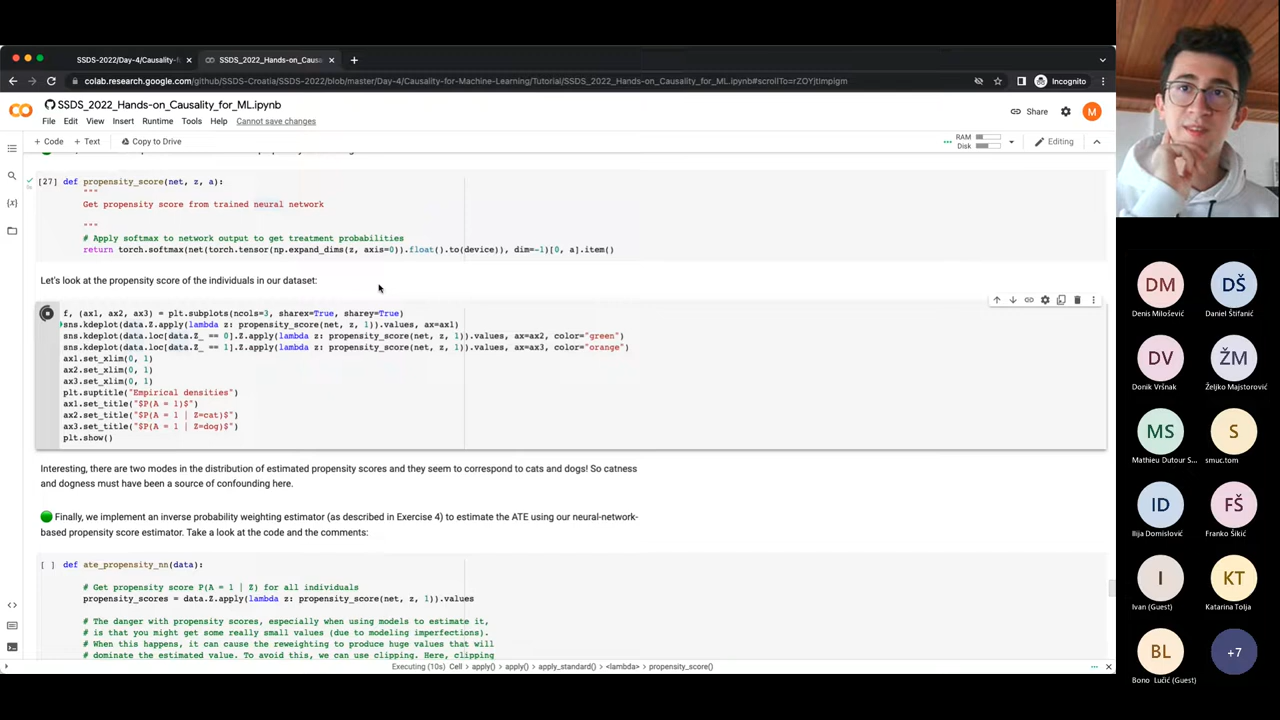 SSDS-2022/Day-4/Causality-f
SSDS_2022_Hands-on_Causa
colab.research.google.com/github/SSDS-Croatia/SSDS-2022/blob/master/Day-4/Causality-for-Machine-Learning/Tutorial/SSDS_2022_Hands-on_Causality_for_ML.ipynb#scrollTo=rZOYjtlmpigm
Incognito
SSDS_2022_Hands-on_Causality_for_ML.ipynb
File Edit View Insert Runtime Tools Help Cannot save changes
Share
M
+ Code + Text Copy to Drive
RAM
Disk
Editing
[27] def propensity_score(net, z, a):
"""
Get propensity score from trained neural network
"""
# Apply softmax to network output to get treatment probabilities
return torch.softmax(net(torch.tensor(np.expand_dims(z, axis=0)).float().to(device)), dim=-1)[0, a].item()
Let's look at the propensity score of the individuals in our dataset:
f, (ax1, ax2, ax3) = plt.subplots(ncols=3, sharex=True, sharey=True)
sns.kdeplot(data.Z.apply(lambda z: propensity_score(net, z, 1)).values, ax=ax1)
sns.kdeplot(data.loc[data.Z_ == 0].Z.apply(lambda z: propensity_score(net, z, 1)).values, ax=ax2, color="green")
sns.kdeplot(data.loc[data.Z_ == 1].Z.apply(lambda z: propensity_score(net, z, 1)).values, ax=ax3, color="orange")
ax1.set_xlim(0, 1)
ax2.set_xlim(0, 1)
ax3.set_xlim(0, 1)
plt.suptitle("Empirical densities")
ax1.set_title("$P(A = 1)$")
ax2.set_title("$P(A = 1 | Z=cat)$")
ax3.set_title("$P(A = 1 | Z=dog)$")
plt.show()
Interesting, there are two modes in the distribution of estimated propensity scores and they seem to correspond to cats and dogs! So catness
and dogness must have been a source of confounding here.
Finally, we implement an inverse probability weighting estimator (as described in Exercise 4) to estimate the ATE using our neural-network-
based propensity score estimator. Take a look at the code and the comments:
[ ] def ate_propensity_nn(data):
# Get propensity score P(A = 1 | Z) for all individuals
propensity_scores = data.Z.apply(lambda z: propensity_score(net, z, 1)).values
# The danger with propensity scores, especially when using models to estimate it,
# is that you might get some really small values (due to modeling imperfections).
# When this happens, it can cause the reweighting to produce huge values that will
# dominate the estimated value. To avoid this, we can use clipping. Here, clipping
Executing (10s) Cell > apply() > apply() > apply_standard() > <lambda> > propensity_score()
DM
Denis Milošević
DŠ
Daniel Štifanić
DV
Donik Vršnak
ŽM
Željko Majstorović
MS
Mathieu Dutour S...
S
smuc.tom
ID
Ilija Domislović
FŠ
Franko Šikić
I
Ivan (Guest)
KT
Katarina Tolja
BL
Bono Lučić (Guest)
+7